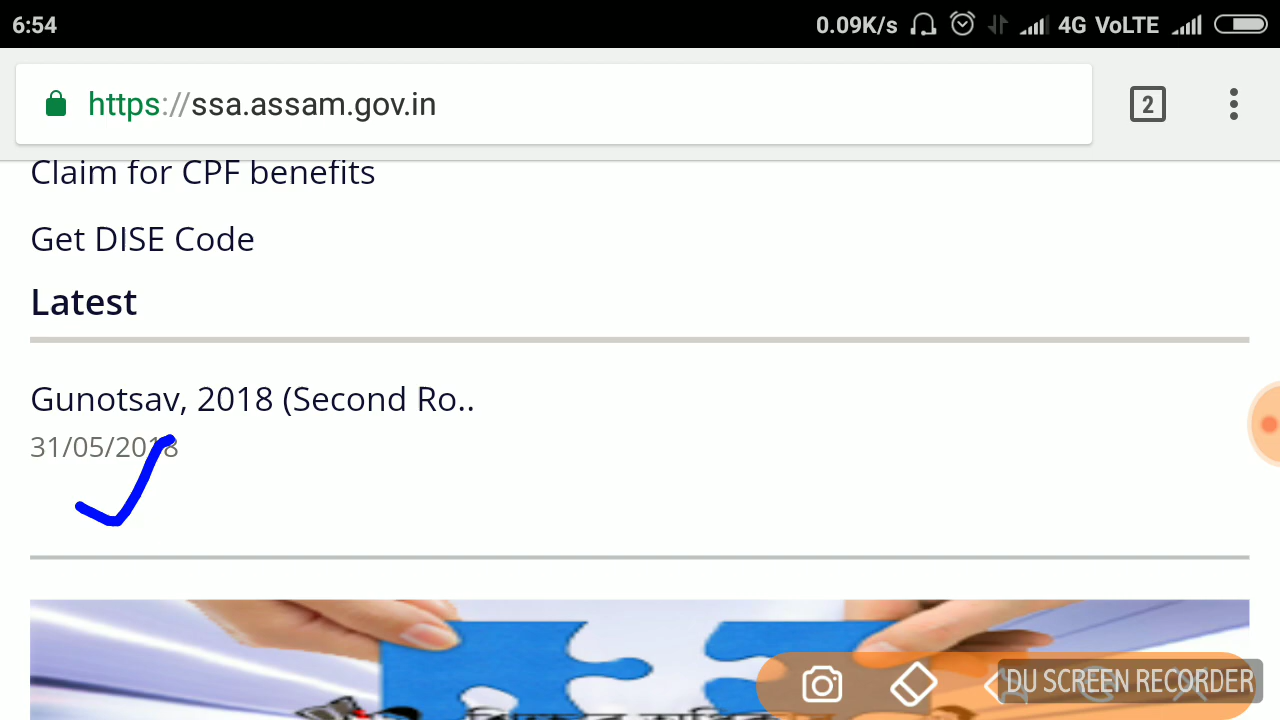 6:54 0.09K/s 4G VoLTE
https://ssa.assam.gov.in 2
Claim for CPF benefits
Get DISE Code
Latest
Gunotsav, 2018 (Second Ro..
31/05/2018
DU SCREEN RECORDER